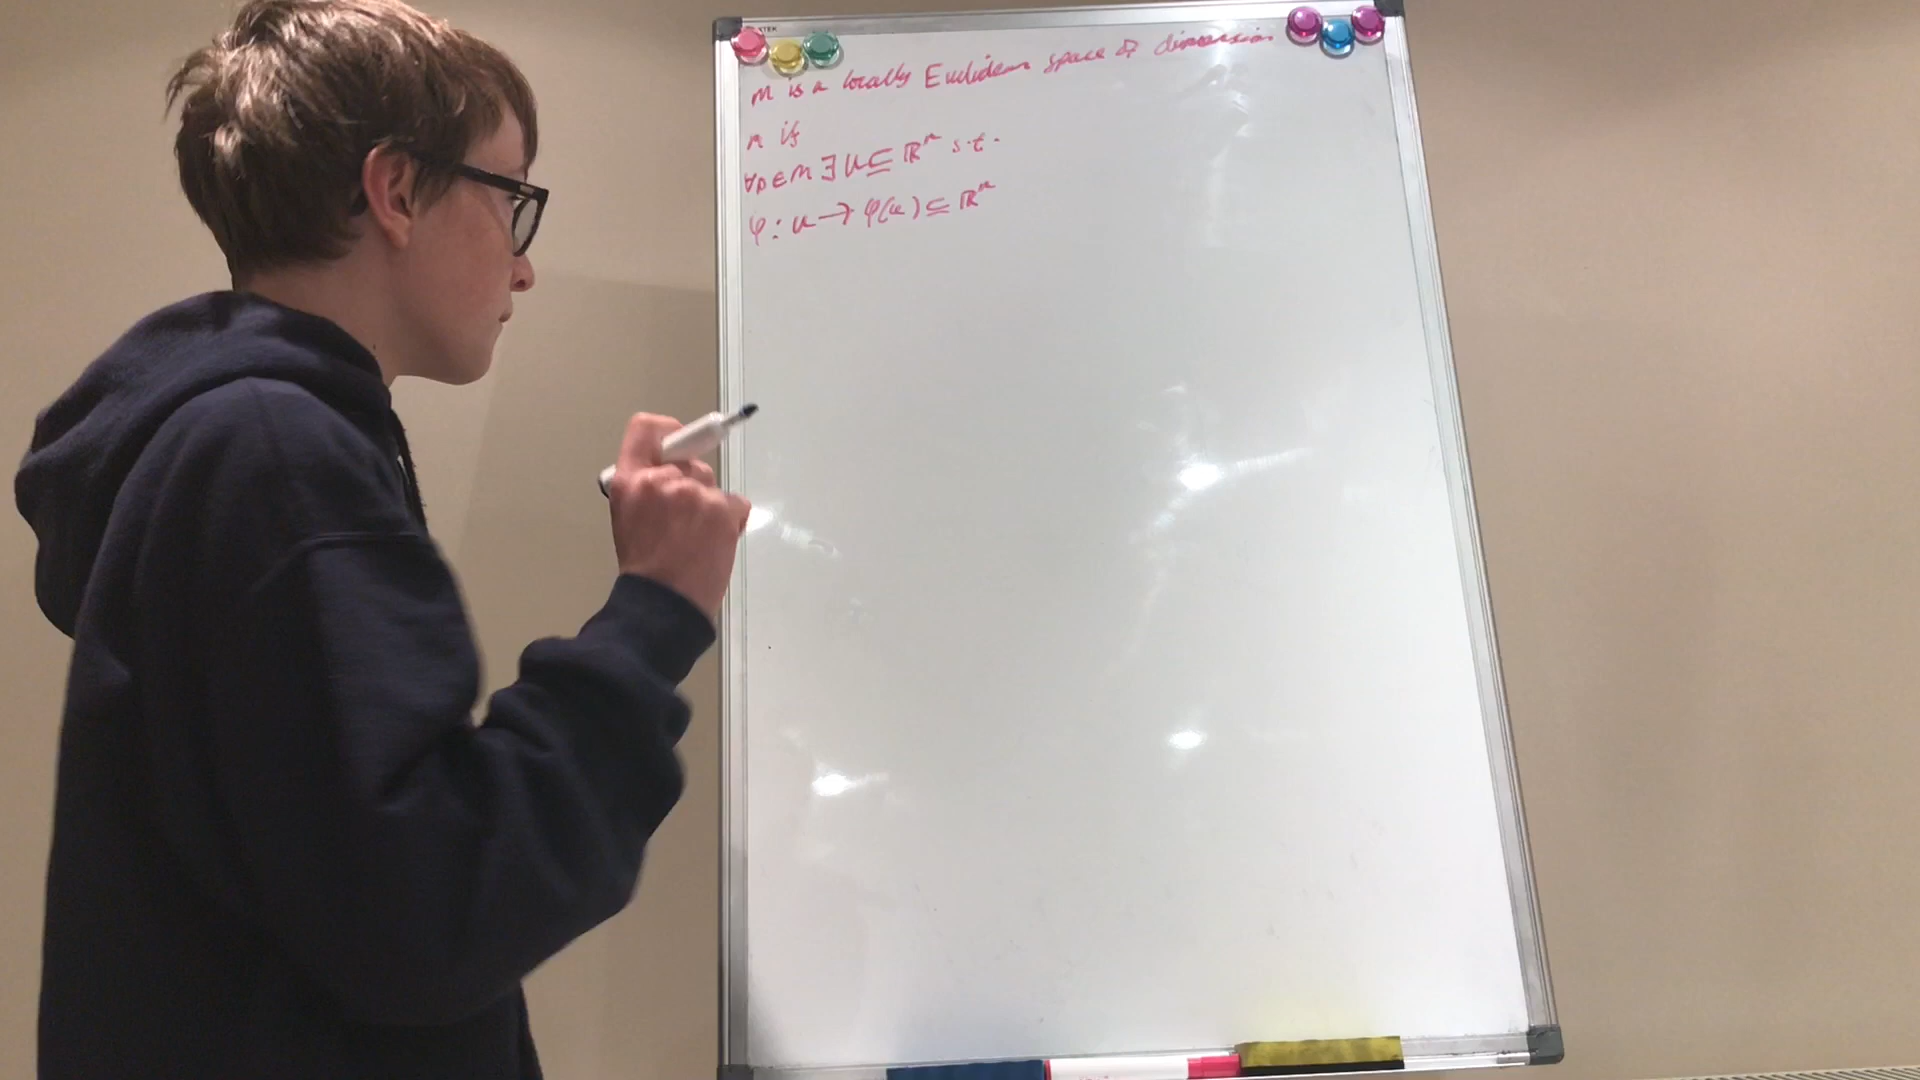 M is a locally Euclidean space of dimension
n if
∀p∈M ∃ U ⊆ ℝⁿ s.t.
φ: U → φ(U) ⊆ ℝⁿ